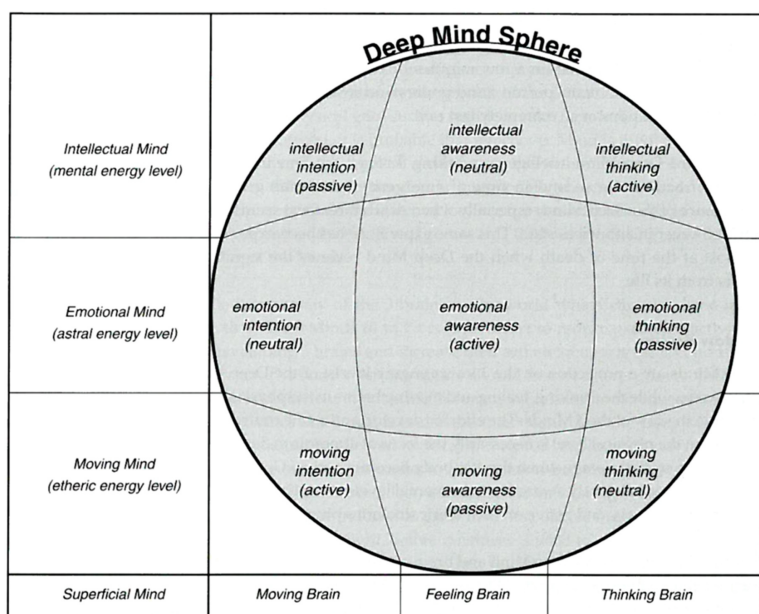 Deep Mind Sphere
Intellectual Mind
(mental energy level)
intellectual
intention
(passive)
intellectual
awareness
(neutral)
intellectual
thinking
(active)
Emotional Mind
(astral energy level)
emotional
intention
(neutral)
emotional
awareness
(active)
emotional
thinking
(passive)
Moving Mind
(etheric energy level)
moving
intention
(active)
moving
awareness
(passive)
moving
thinking
(neutral)
Superficial Mind
Moving Brain
Feeling Brain
Thinking Brain